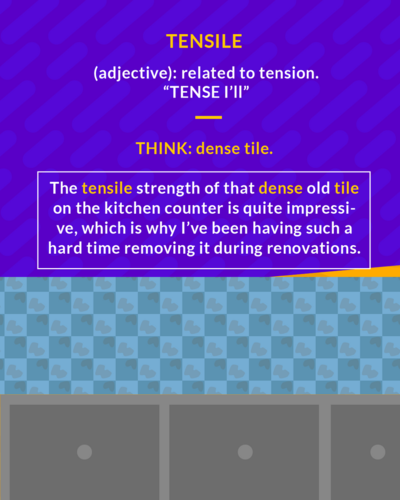 TENSILE
(adjective): related to tension.
“TENSE I’ll”
THINK: dense tile.
The tensile strength of that dense old tile
on the kitchen counter is quite impressi-
ve, which is why I’ve been having such a
hard time removing it during renovations.